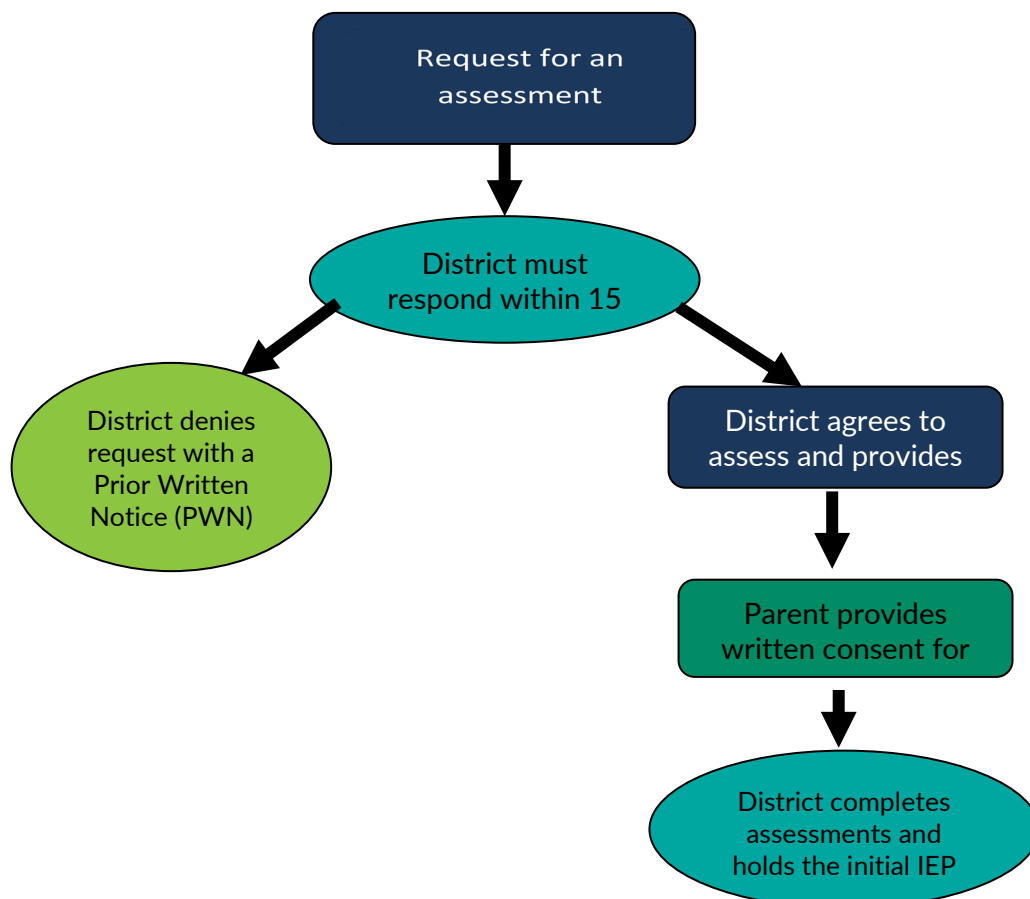 Request for an
assessment
District must
respond within 15
District denies
request with a
Prior Written
Notice (PWN)
District agrees to
assess and provides
Parent provides
written consent for
District completes
assessments and
holds the initial IEP